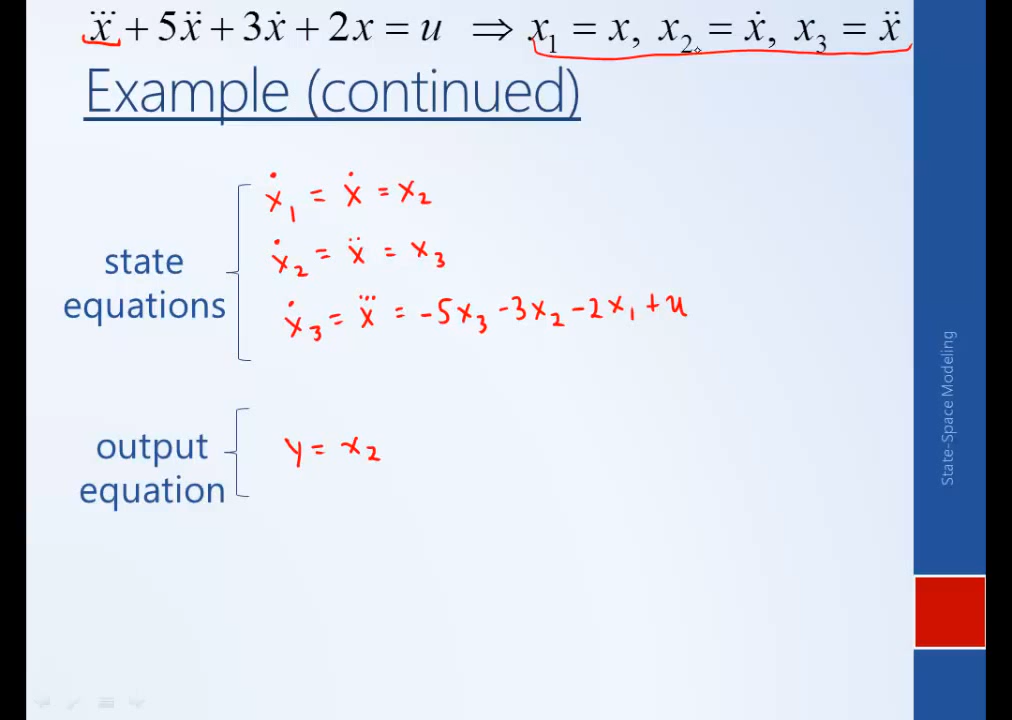 x⃛ + 5ẍ + 3ẋ + 2x = u ⇒ x₁ = x, x₂ = ẋ, x₃ = ẍ
Example (continued)
state
equations
ẋ₁ = ẋ = x₂
ẋ₂ = ẍ = x₃
ẋ₃ = x⃛ = -5x₃ -3x₂ -2x₁ + u
output
equation
y = x₂
State-Space Modeling